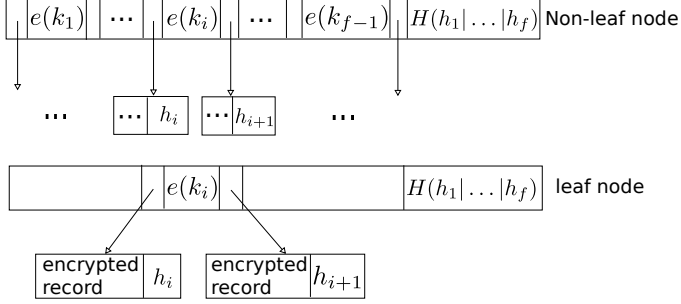 e(k_1) ... e(k_i) ... e(k_{f−1}) H(h_1| . . . |h_f) Non-leaf node
... ... h_i ... h_{i+1} ...
e(k_i) H(h_1| . . . |h_f) leaf node
encrypted record h_i encrypted record h_{i+1}